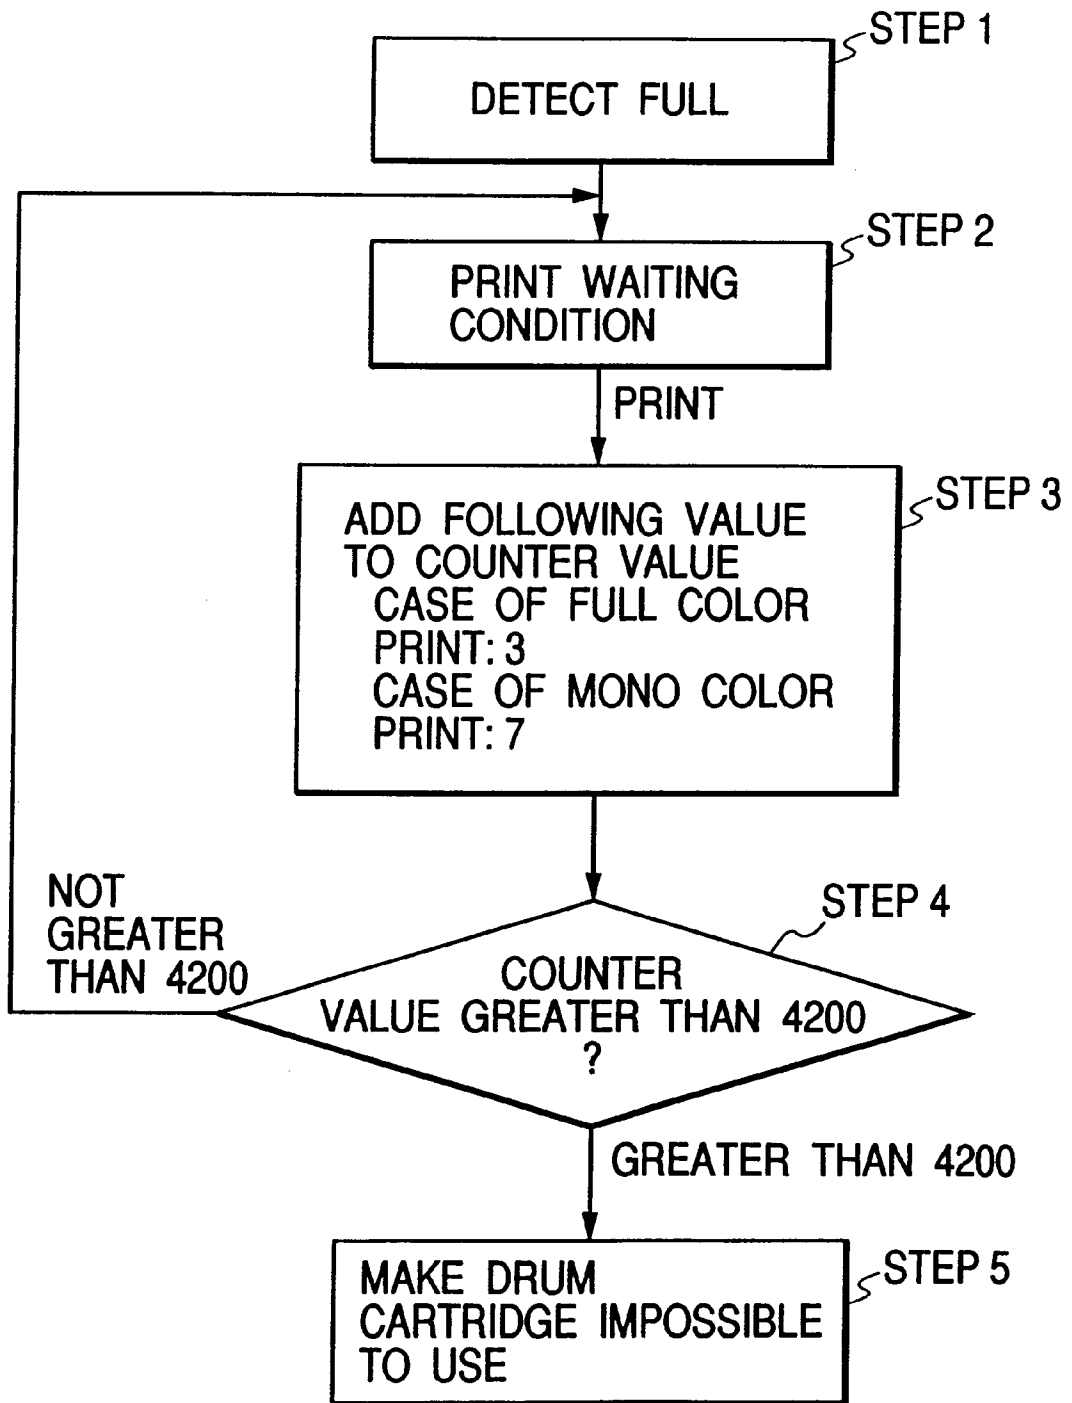 STEP 1
DETECT FULL
STEP 2
PRINT WAITING
CONDITION
PRINT
STEP 3
ADD FOLLOWING VALUE
TO COUNTER VALUE
CASE OF FULL COLOR
PRINT: 3
CASE OF MONO COLOR
PRINT: 7
NOT
GREATER
THAN 4200
STEP 4
COUNTER
VALUE GREATER THAN 4200
?
GREATER THAN 4200
STEP 5
MAKE DRUM
CARTRIDGE IMPOSSIBLE
TO USE